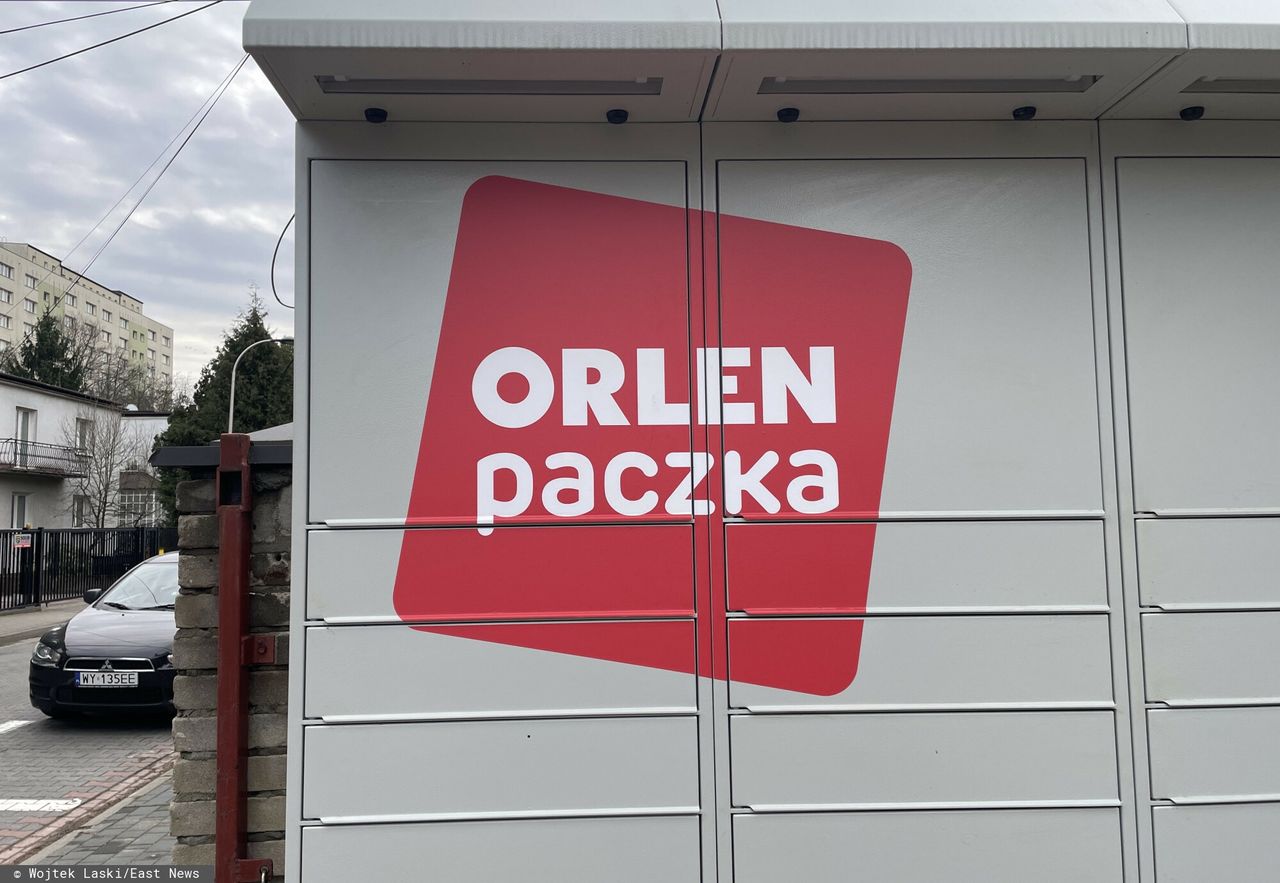 ORLEN
paczka
WY 135EE
© Wojtek Laski/East News